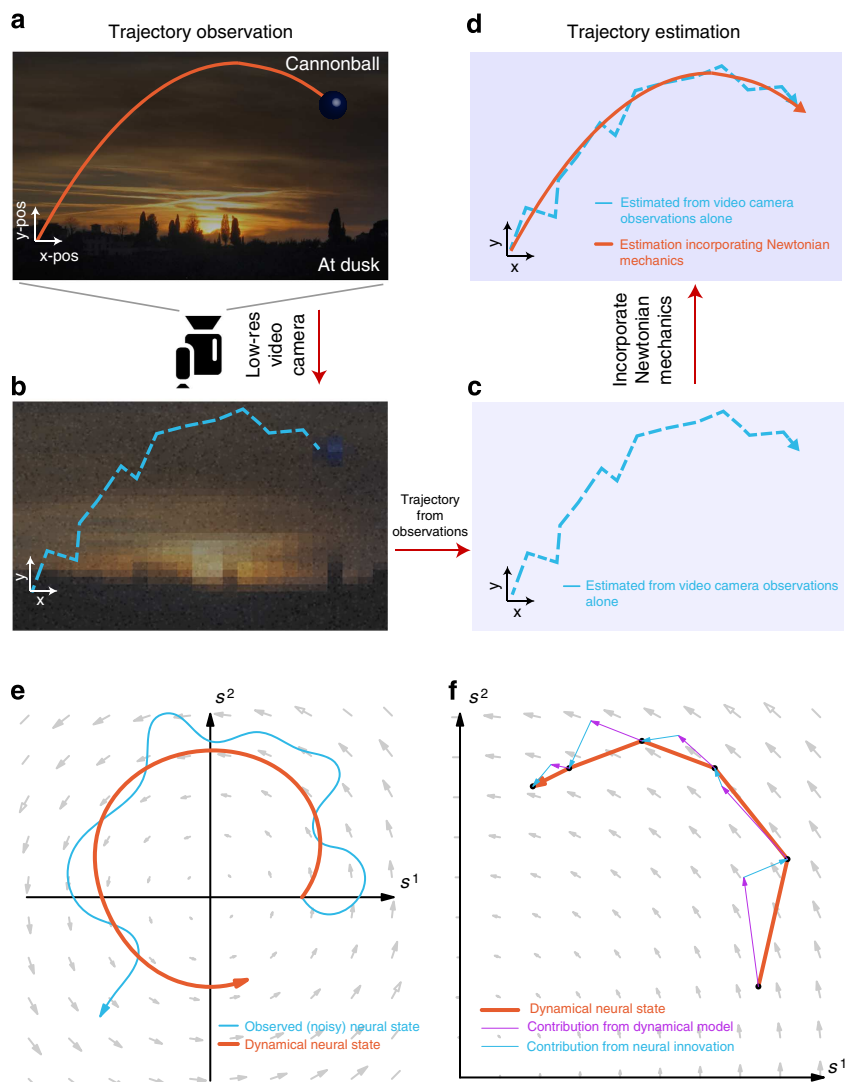 a
Trajectory observation
Cannonball
y-pos
x-pos
At dusk
Low-res
video
camera
b
y
x
Trajectory
from
observations
c
y
x
Estimated from video camera observations
alone
Incorporate
Newtonian
mechanics
d
Trajectory estimation
Estimated from video camera
observations alone
Estimation incorporating Newtonian
mechanics
y
x
e
s²
s¹
Observed (noisy) neural state
Dynamical neural state
f
s²
Dynamical neural state
Contribution from dynamical model
Contribution from neural innovation
s¹